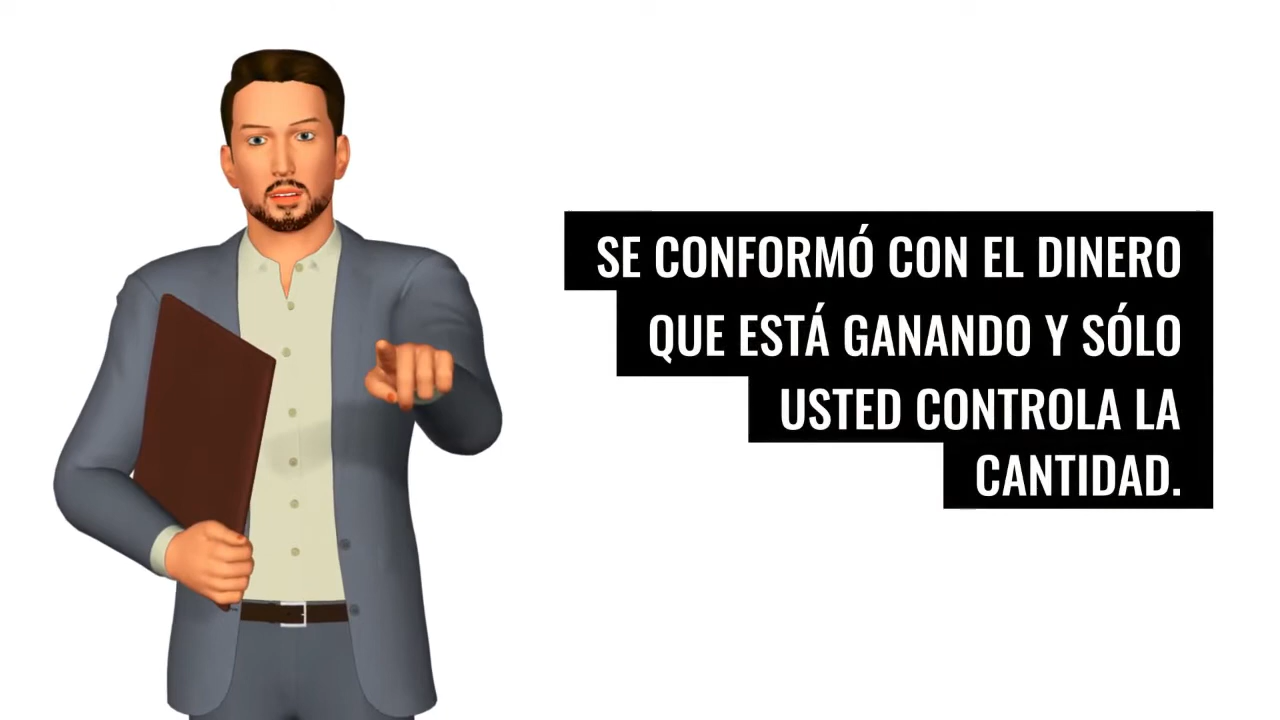 SE CONFORMÓ CON EL DINERO
QUE ESTÁ GANANDO Y SÓLO
USTED CONTROLA LA
CANTIDAD.